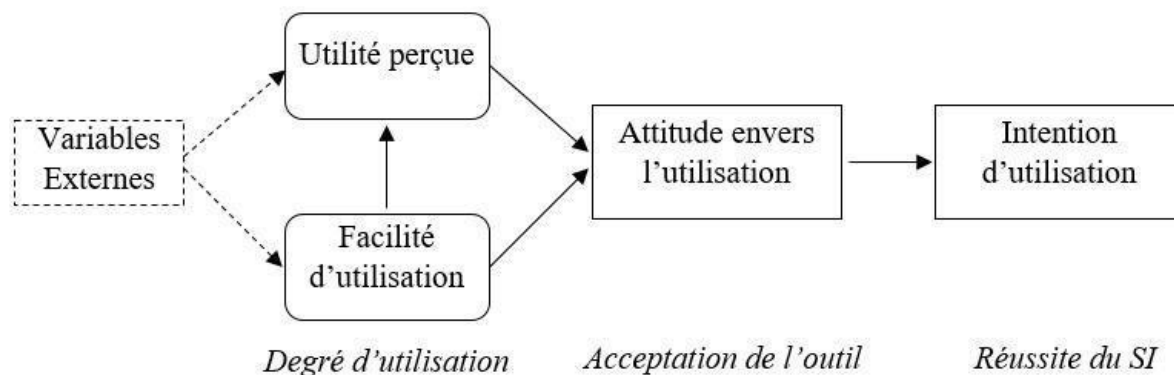 Utilité perçue
Variables
Externes
Attitude envers
l’utilisation
Intention
d’utilisation
Facilité
d’utilisation
Degré d’utilisation
Acceptation de l’outil
Réussite du SI